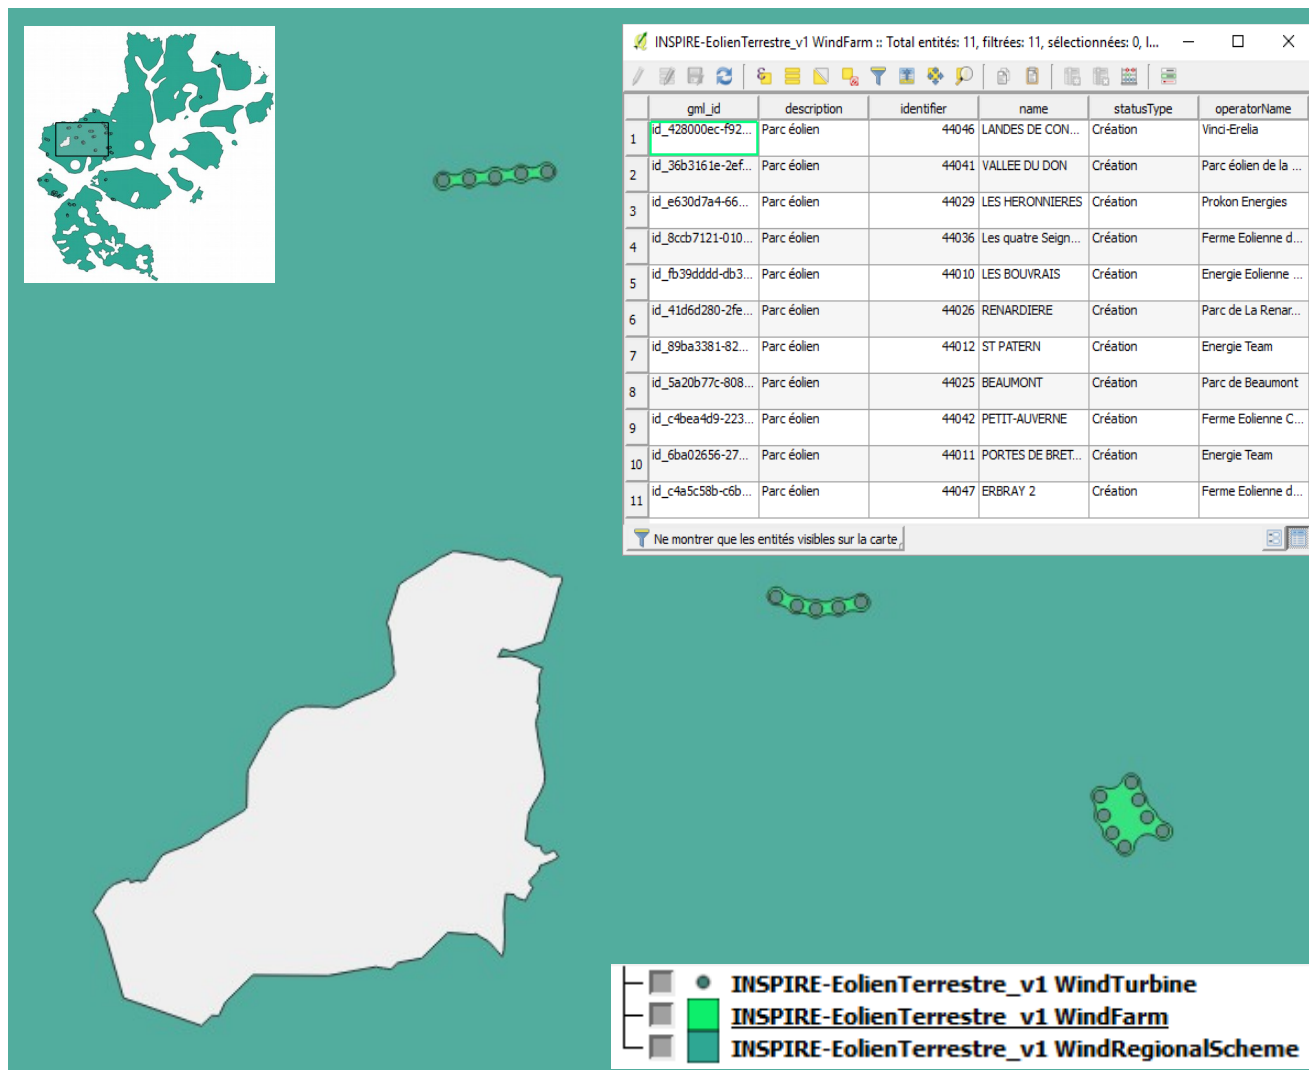 INSPIRE-EolienTerrestre_v1 WindFarm :: Total entités: 11, filtrées: 11, sélectionnées: 0, I...
gml_id description identifier name statusType operatorName
1 id_428000ec-f92... Parc éolien 44046 LANDES DE CON... Création Vinci-Erelia
2 id_36b3161e-2ef... Parc éolien 44041 VALLEE DU DON Création Parc éolien de la ...
3 id_e630d7a4-66... Parc éolien 44029 LES HERONNIERES Création Prokon Energies
4 id_8ccb7121-010... Parc éolien 44036 Les quatre Seign... Création Ferme Eolienne d...
5 id_fb39dddd-db3... Parc éolien 44010 LES BOUVRAIS Création Energie Eolienne ...
6 id_41d6d280-2fe... Parc éolien 44026 RENARDIERE Création Parc de La Renar...
7 id_89ba3381-82... Parc éolien 44012 ST PATERN Création Energie Team
8 id_5a20b77c-808... Parc éolien 44025 BEAUMONT Création Parc de Beaumont
9 id_c4bea4d9-223... Parc éolien 44042 PETIT-AUVERNE Création Ferme Eolienne C...
10 id_6ba02656-27... Parc éolien 44011 PORTES DE BRET... Création Energie Team
11 id_c4a5c58b-c6b... Parc éolien 44047 ERBRAY 2 Création Ferme Eolienne d...
Ne montrer que les entités visibles sur la carte
INSPIRE-EolienTerrestre_v1 WindTurbine
INSPIRE-EolienTerrestre_v1 WindFarm
INSPIRE-EolienTerrestre_v1 WindRegionalScheme